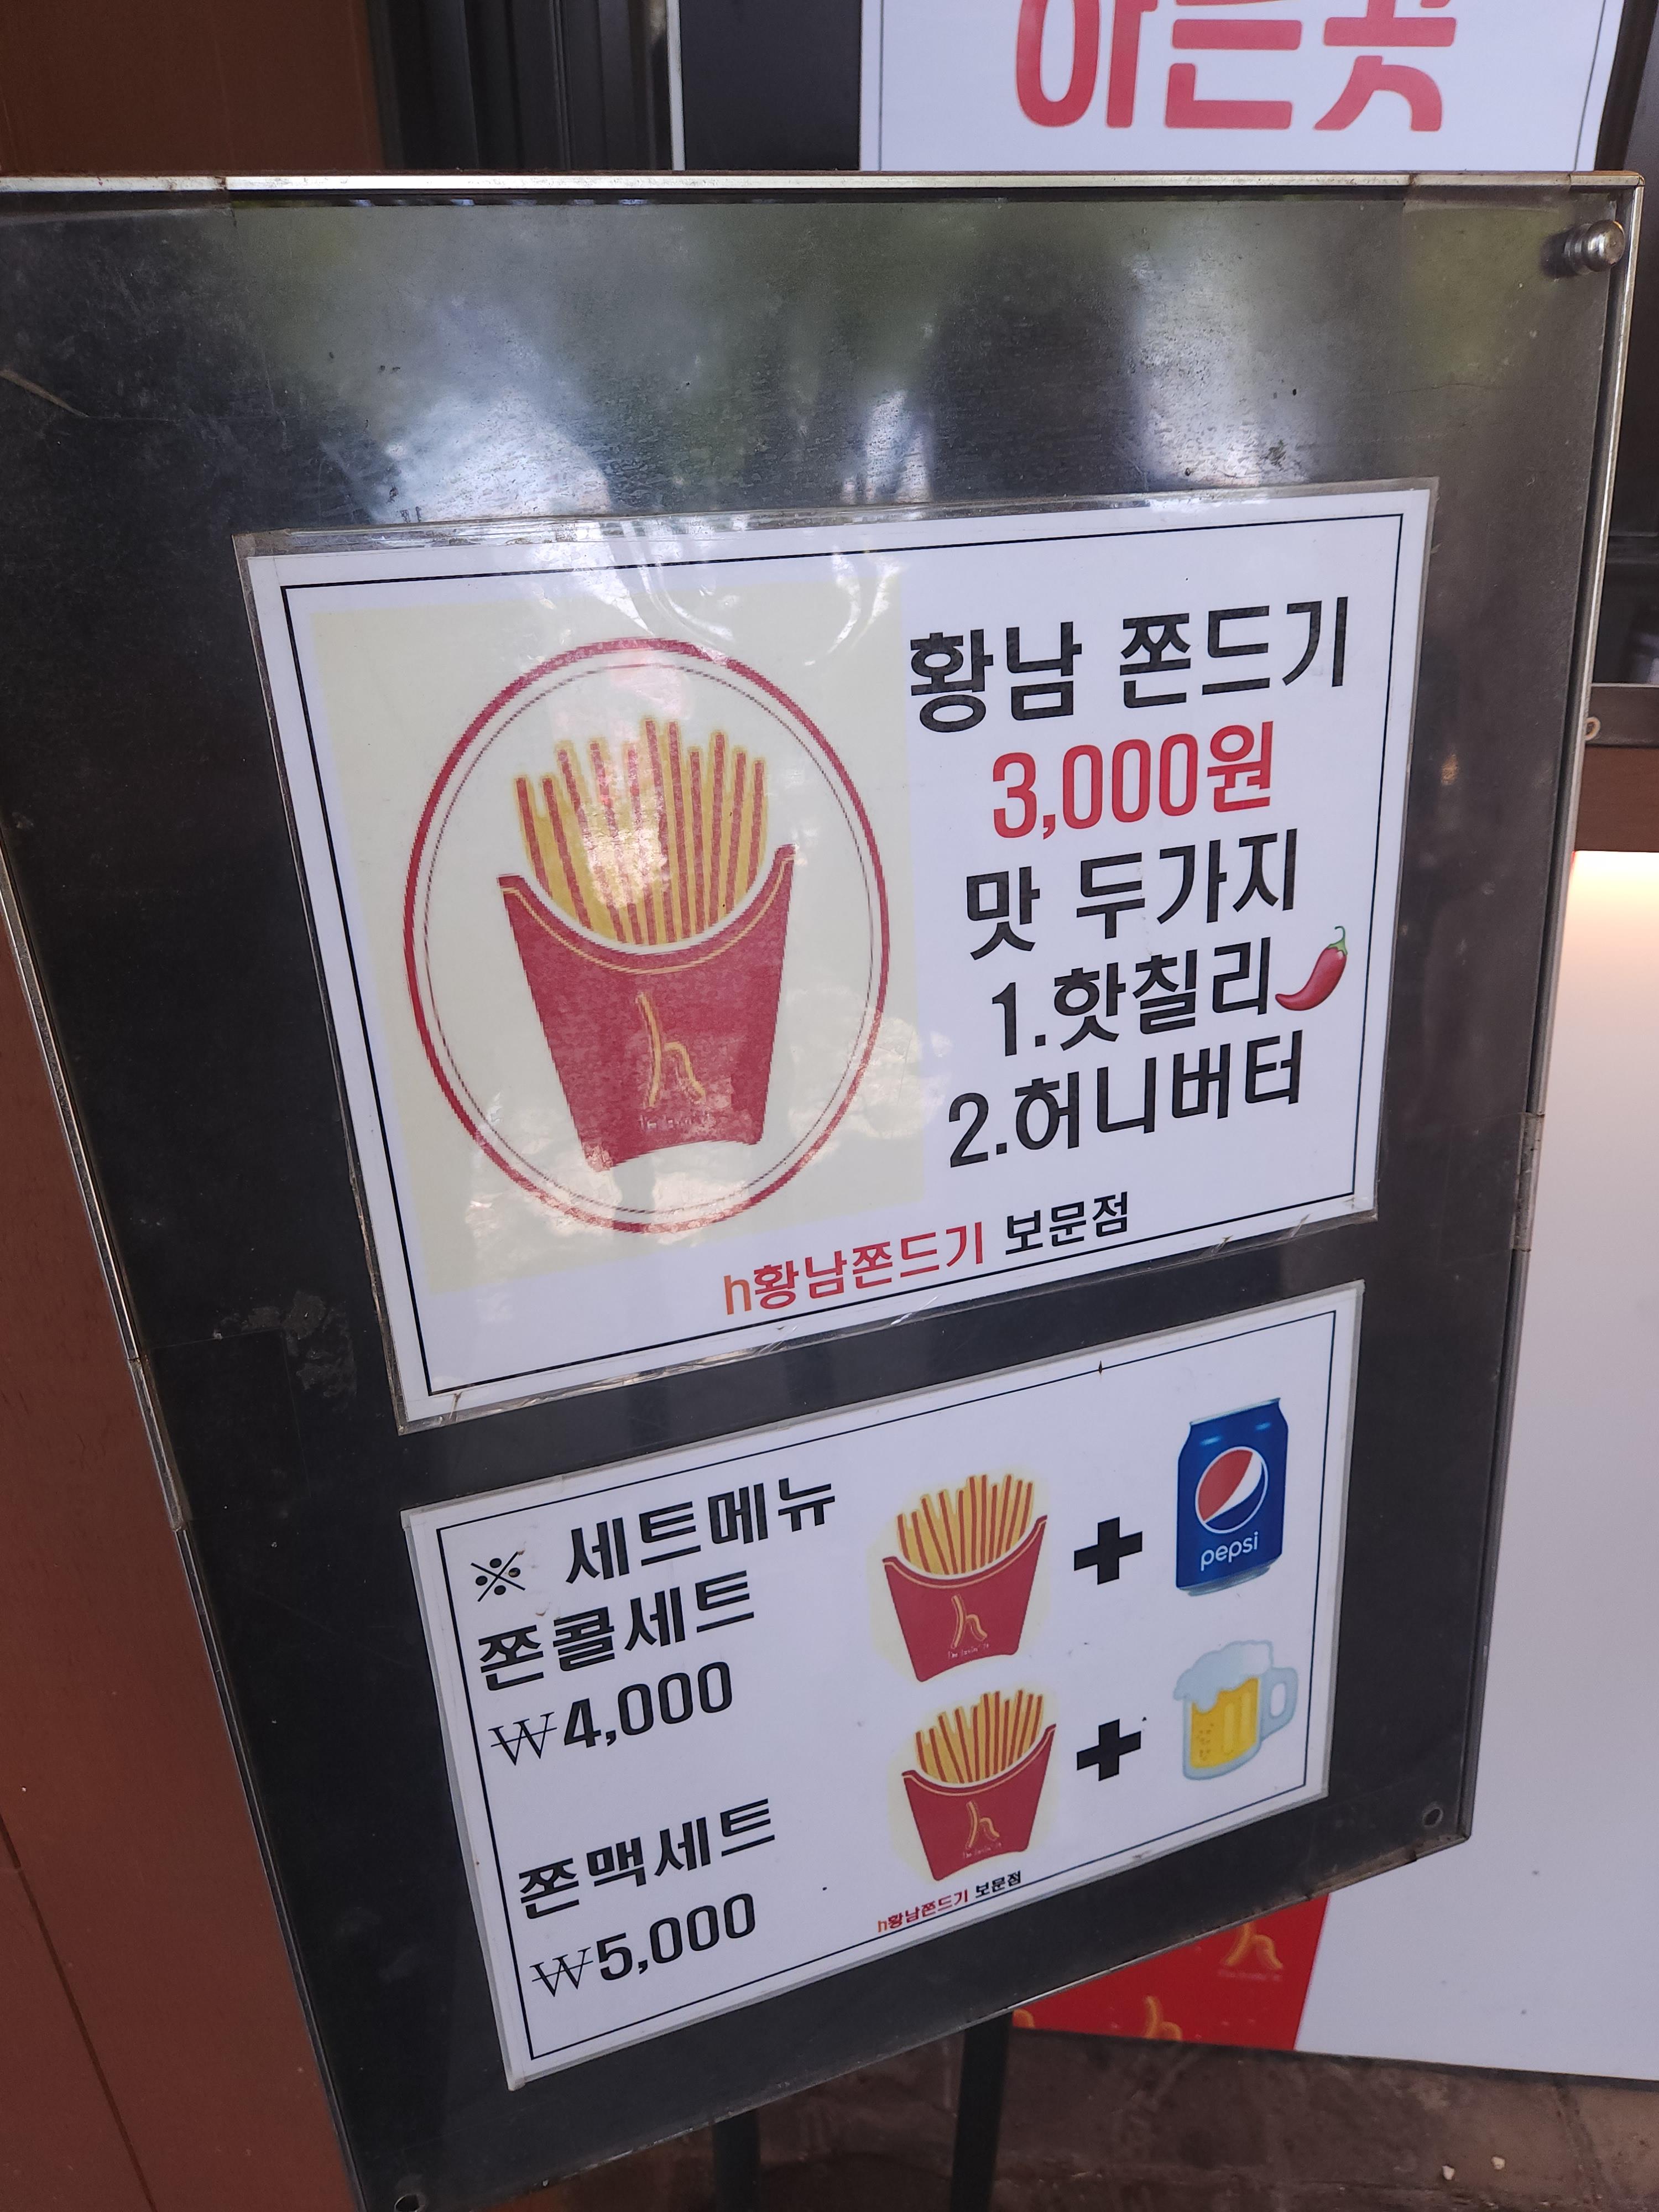 하는곳
황남 쫀드기
3,000원
맛 두가지
1.핫칠리
2.허니버터
h
h황남쫀드기 보문점
※ 세트메뉴
쫀콜세트
₩4,000
pepsi
h
쫀맥세트
₩5,000
h
h황남쫀드기 보문점
h